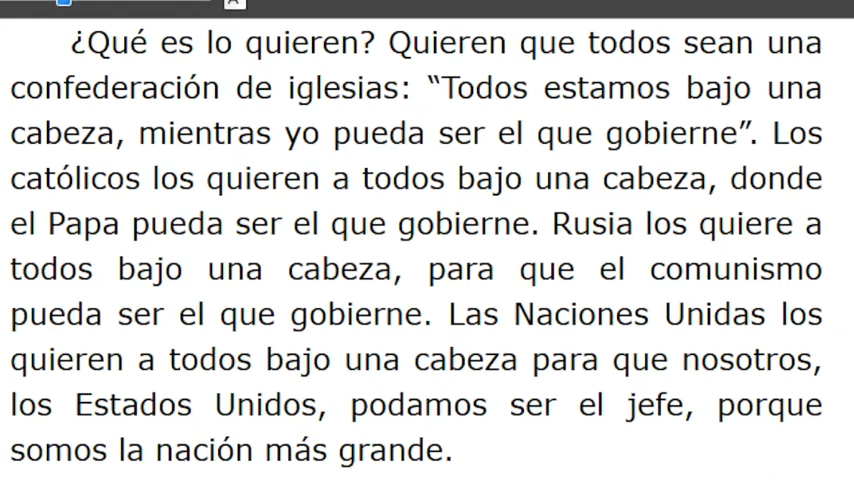 ¿Qué es lo quieren? Quieren que todos sean una
confederación de iglesias: “Todos estamos bajo una
cabeza, mientras yo pueda ser el que gobierne”. Los
católicos los quieren a todos bajo una cabeza, donde
el Papa pueda ser el que gobierne. Rusia los quiere a
todos bajo una cabeza, para que el comunismo
pueda ser el que gobierne. Las Naciones Unidas los
quieren a todos bajo una cabeza para que nosotros,
los Estados Unidos, podamos ser el jefe, porque
somos la nación más grande.